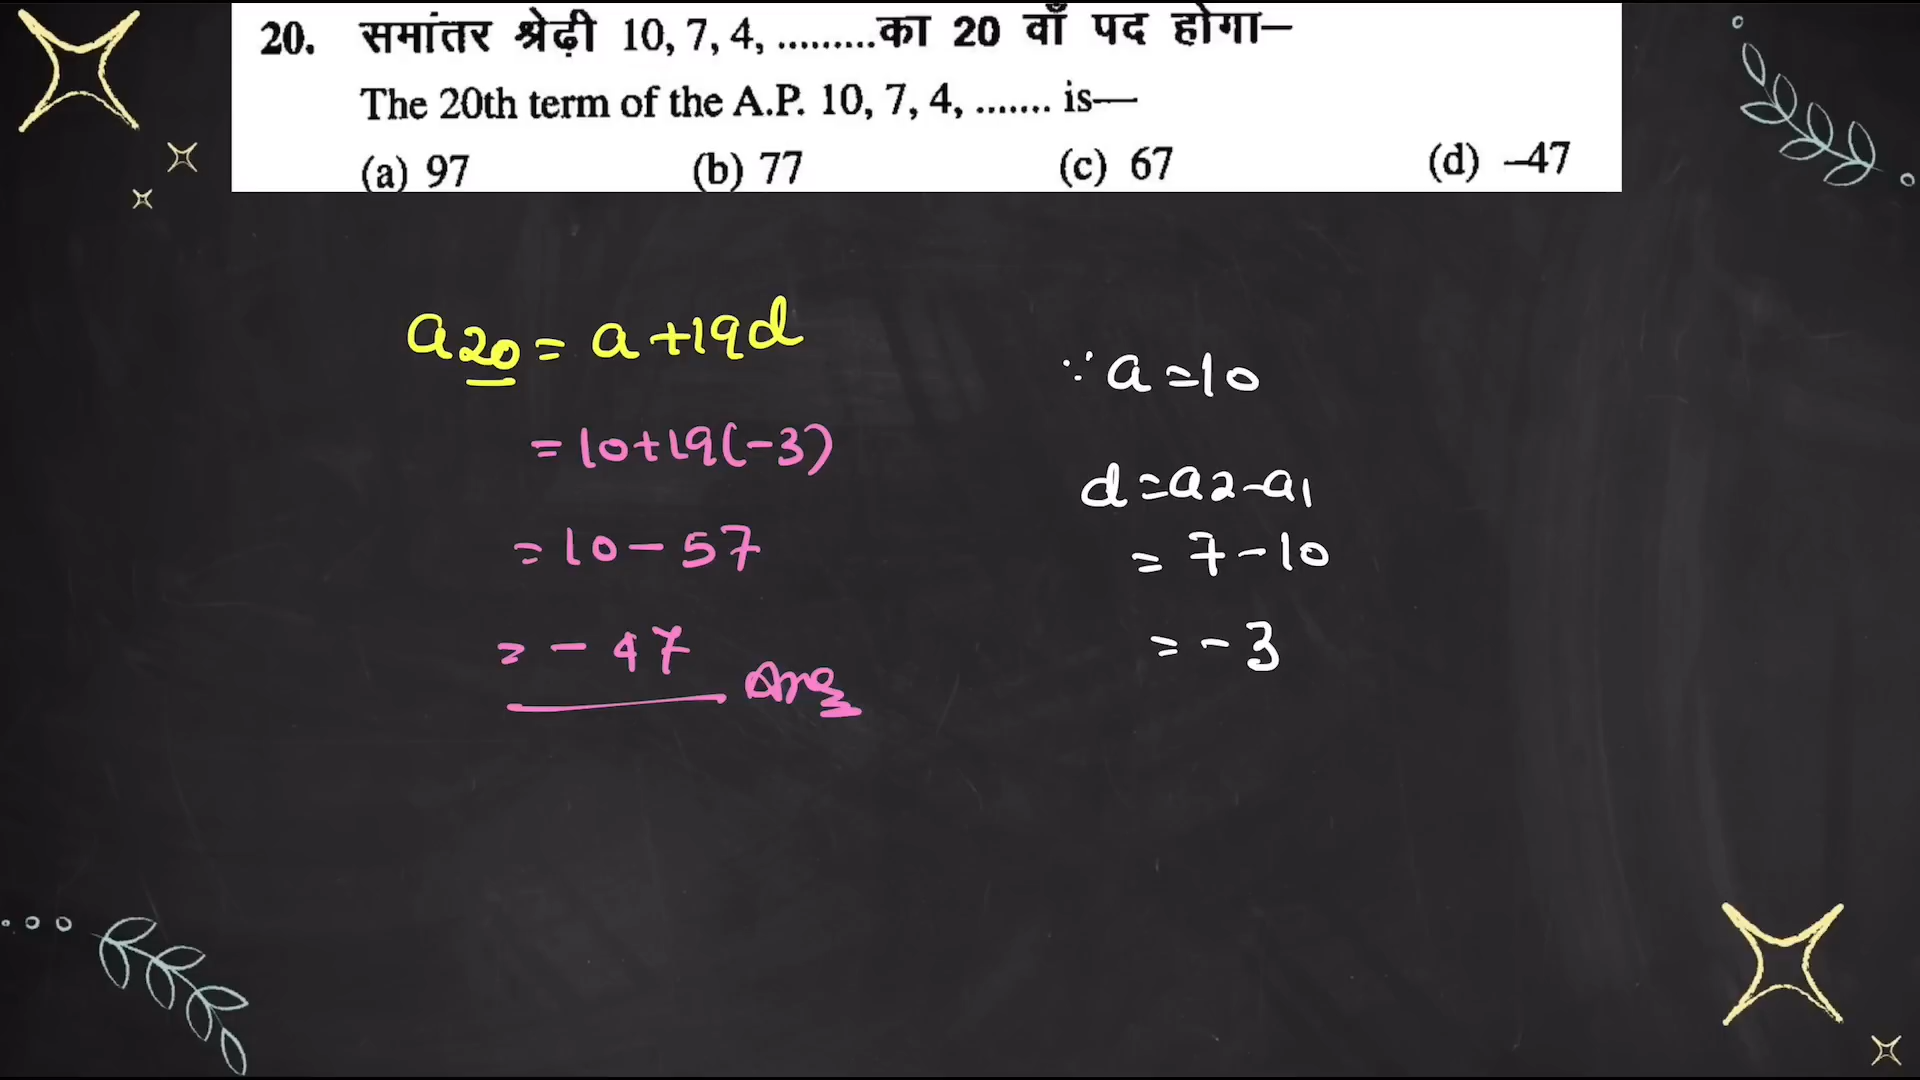 20. समांतर श्रेढ़ी 10, 7, 4, .........का 20 वाँ पद होगा—
The 20th term of the A.P. 10, 7, 4, ....... is—
(a) 97 (b) 77 (c) 67 (d) –47
a20 = a+19d
= 10+19(-3)
= 10-57
= -47 Ans
∵ a = 10
d = a2-a1
= 7-10
= -3